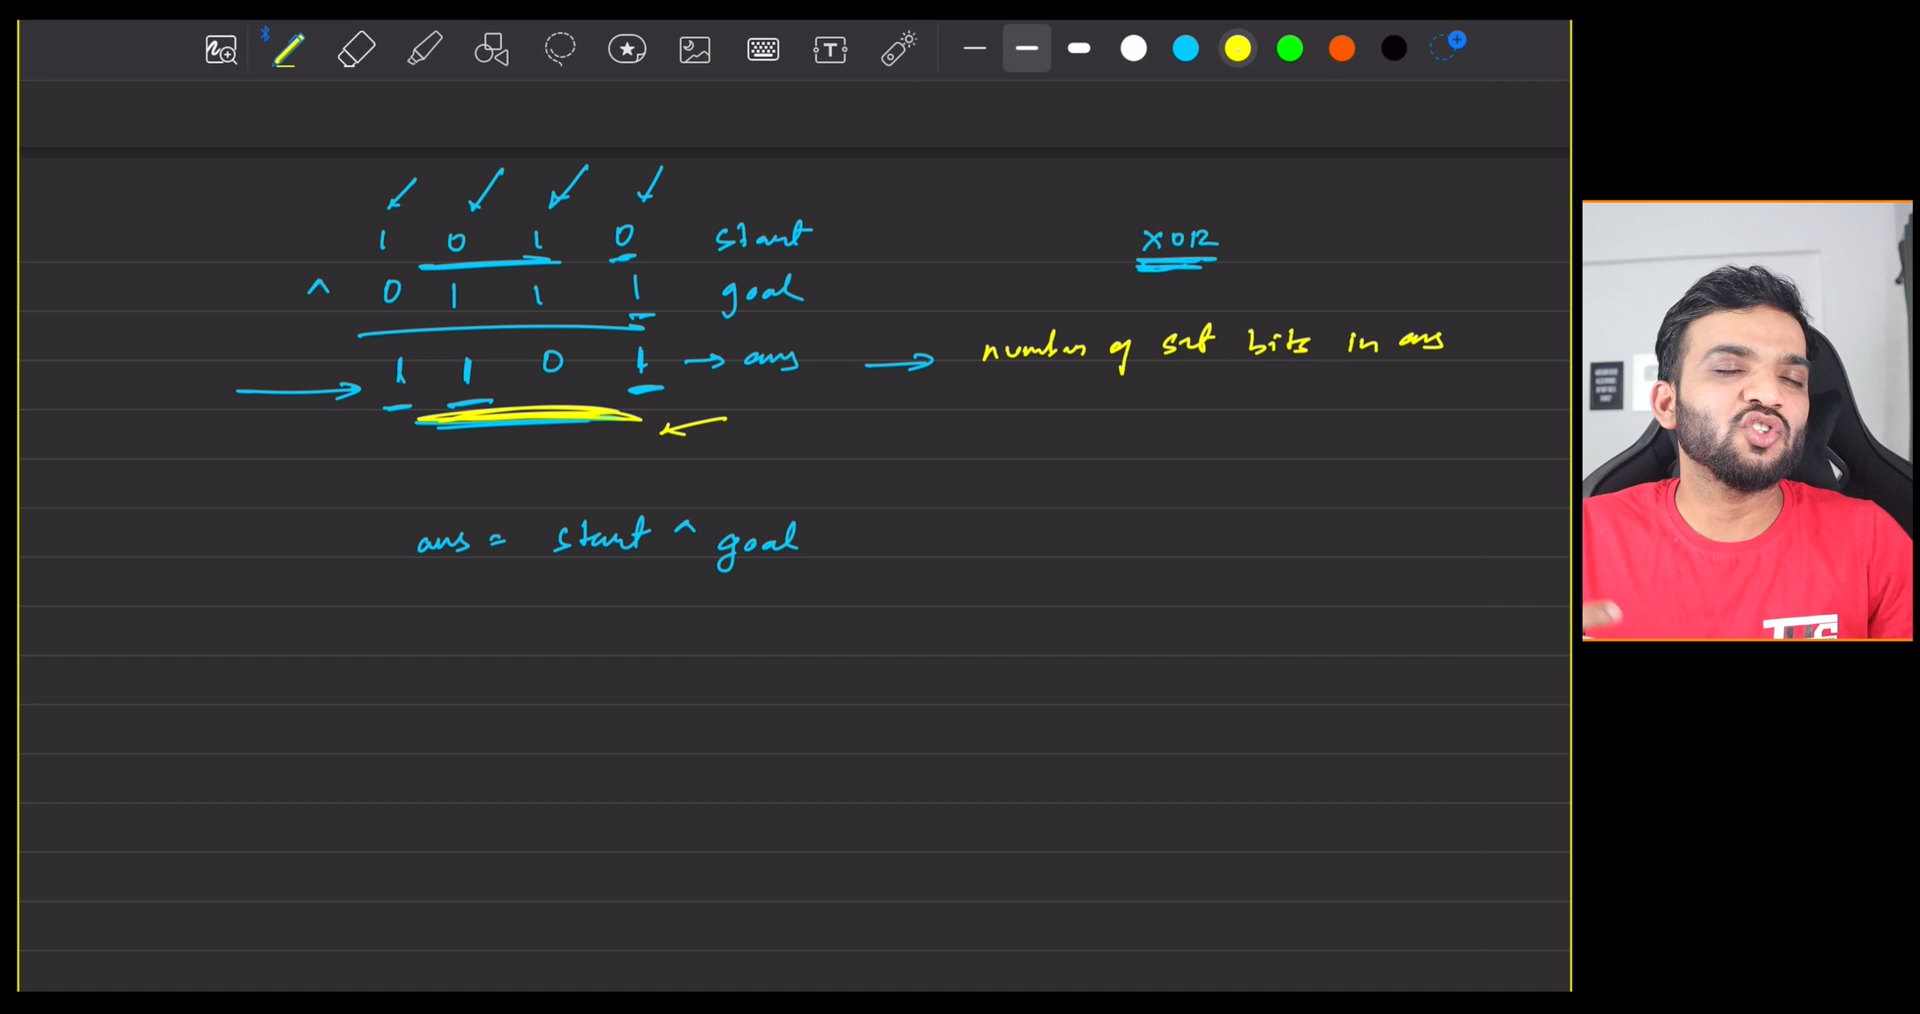 1 0 1 0 start
XOR
^ 0 1 1 1 goal
1 1 0 1 → ans → number of set bits in ans
ans = start ^ goal
T